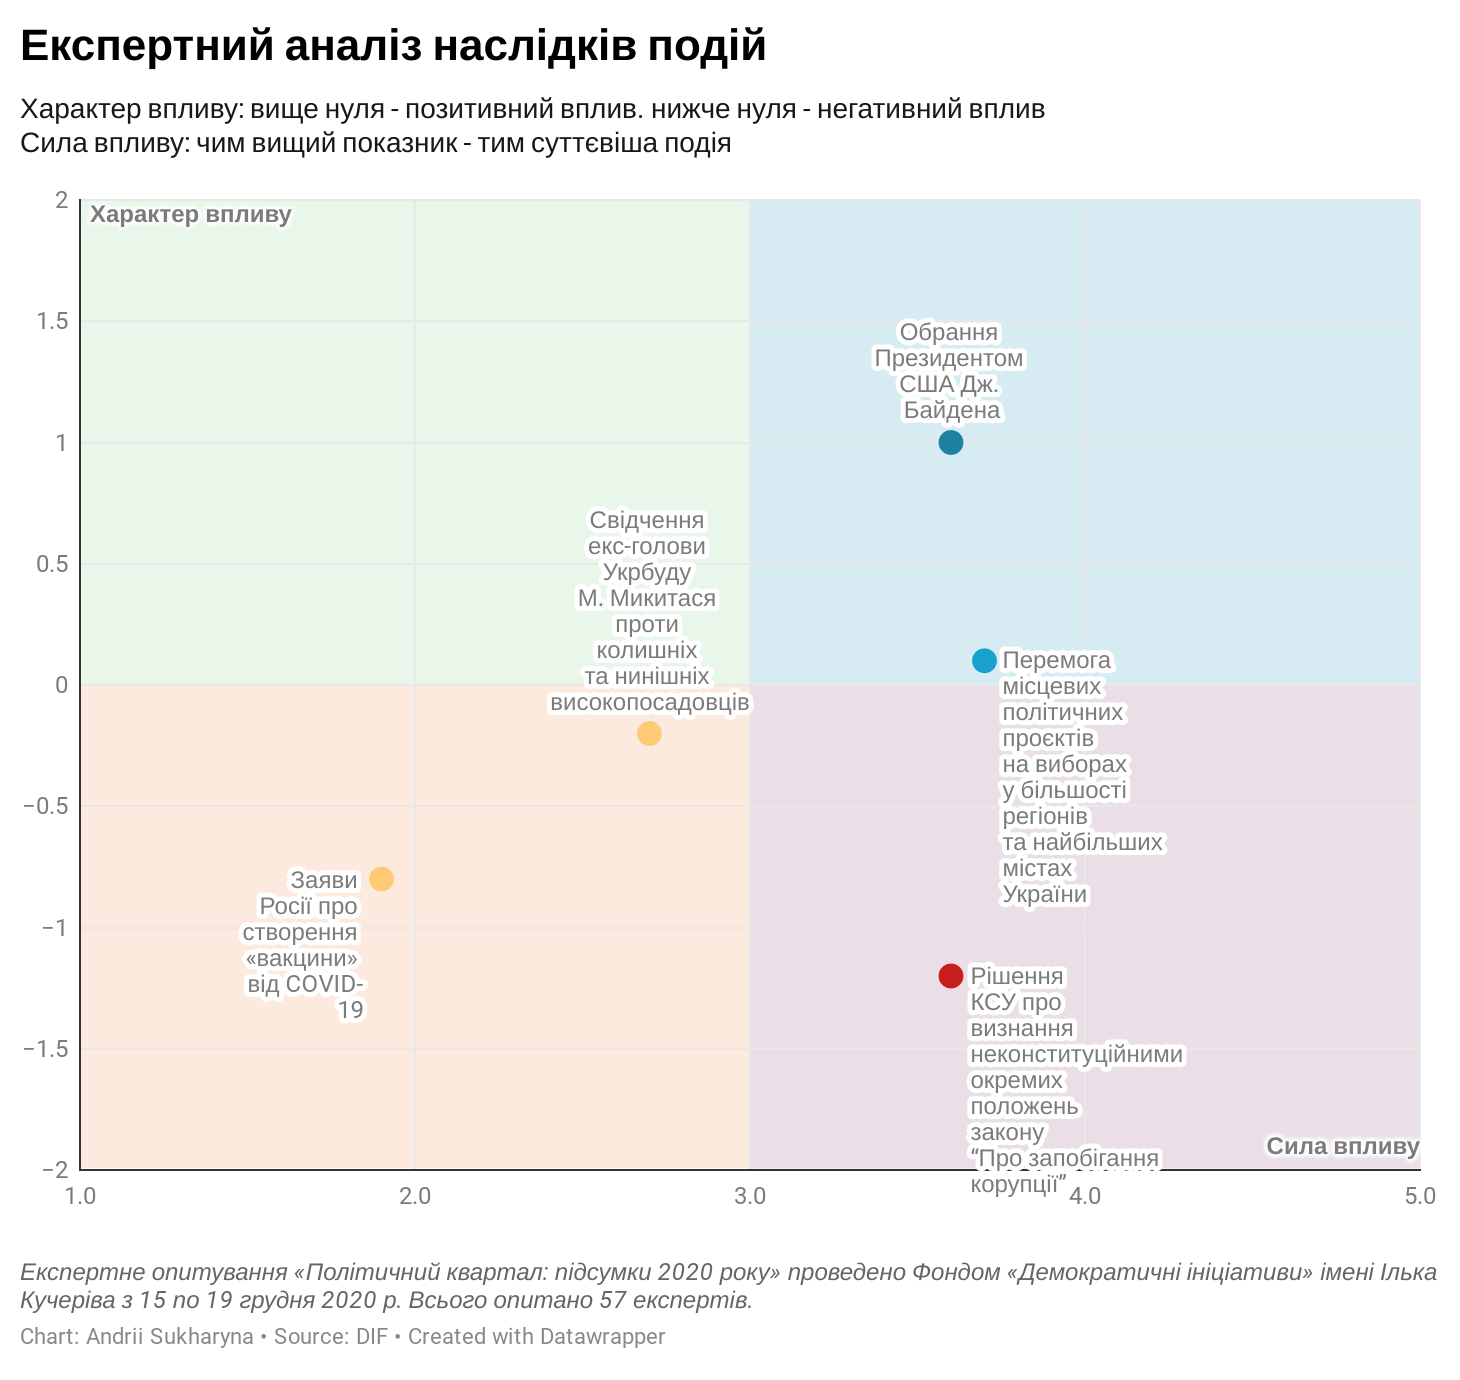 Експертний аналіз наслідків подій
Характер впливу: вище нуля - позитивний вплив. нижче нуля - негативний вплив
Сила впливу: чим вищий показник - тим суттєвіша подія
2
Характер впливу
1.5
Обрання
Президентом
США Дж.
Байдена
1
Свідчення
екс-голови
Укрбуду
М. Микитася
проти
колишніх
та нинішніх
високопосадовців
0.5
0
Перемога
місцевих
політичних
проєктів
на виборах
у більшості
регіонів
та найбільших
містах
України
−0.5
Заяви
Росії про
створення
«вакцини»
від COVID-
19
−1
Рішення
КСУ про
визнання
неконституційними
окремих
положень
закону
“Про запобігання
корупції”
−1.5
Сила впливу
−2
1.0
2.0
3.0
4.0
5.0
Експертне опитування «Політичний квартал: підсумки 2020 року» проведено Фондом «Демократичні ініціативи» імені Ілька
Кучеріва з 15 по 19 грудня 2020 р. Всього опитано 57 експертів.
Chart: Andrii Sukharyna • Source: DIF • Created with Datawrapper